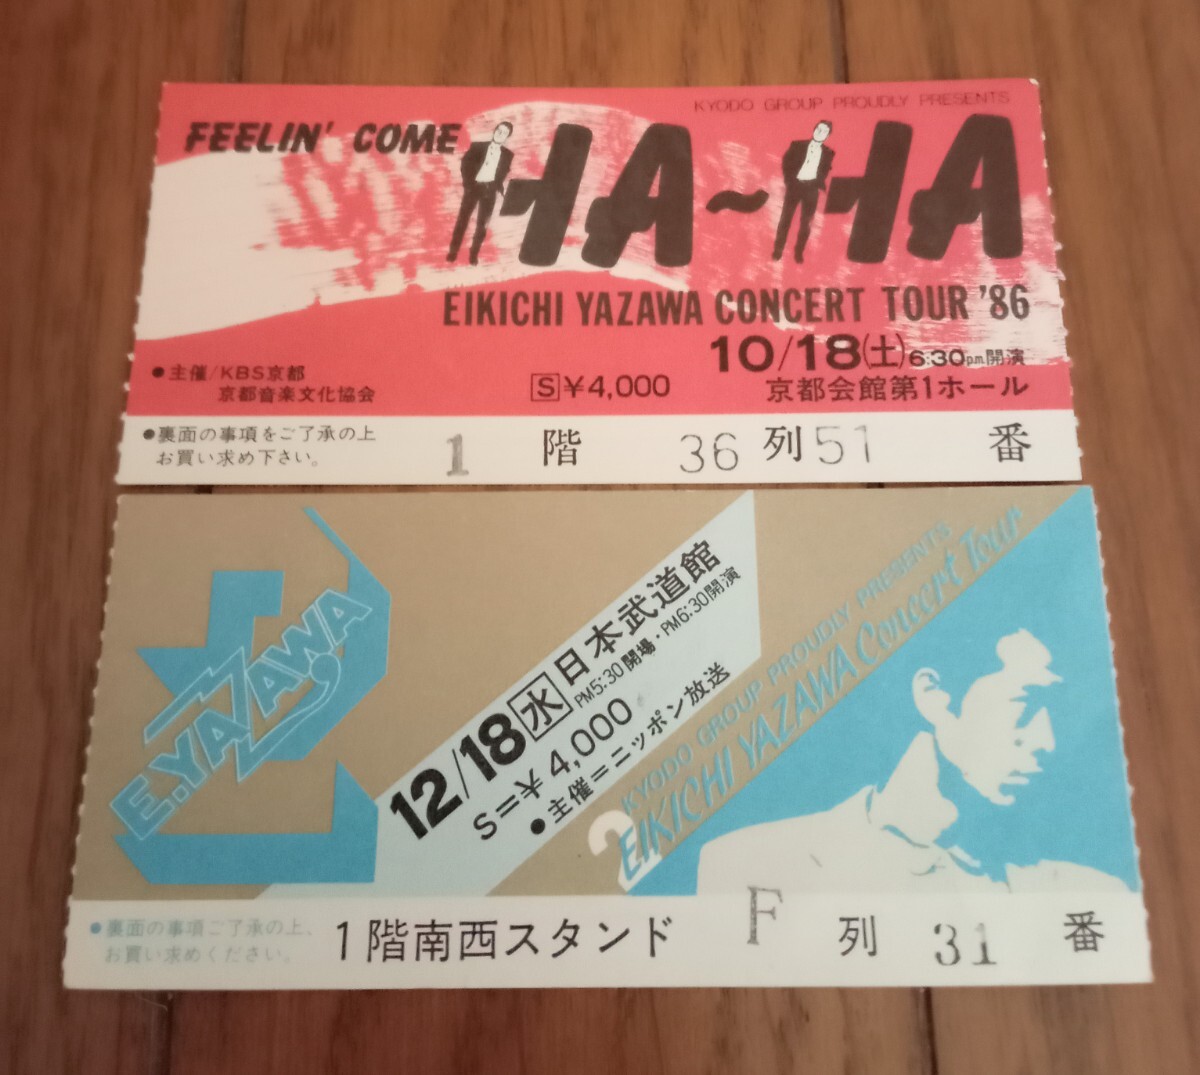 KYODO GROUP PROUDLY PRESENTS
FEELIN' COME HA~HA
EIKICHI YAZAWA CONCERT TOUR '86
10/18(土)6:30p.m.開演
●主催/KBS京都
京都音楽文化協会
S ¥4,000
京都会館第1ホール
●裏面の事項をご了承の上
お買い求め下さい。
1 階 36 列 51 番
E.YAZAWA
12/18 水 日本武道館
PM5:30開場・PM6:30開演
S=¥4,000
●主催=ニッポン放送
KYODO GROUP PROUDLY PRESENTS
EIKICHI YAZAWA Concert Tour
●裏面の事項ご了承の上、
お買い求めください。
1階南西スタンド F 列 31 番